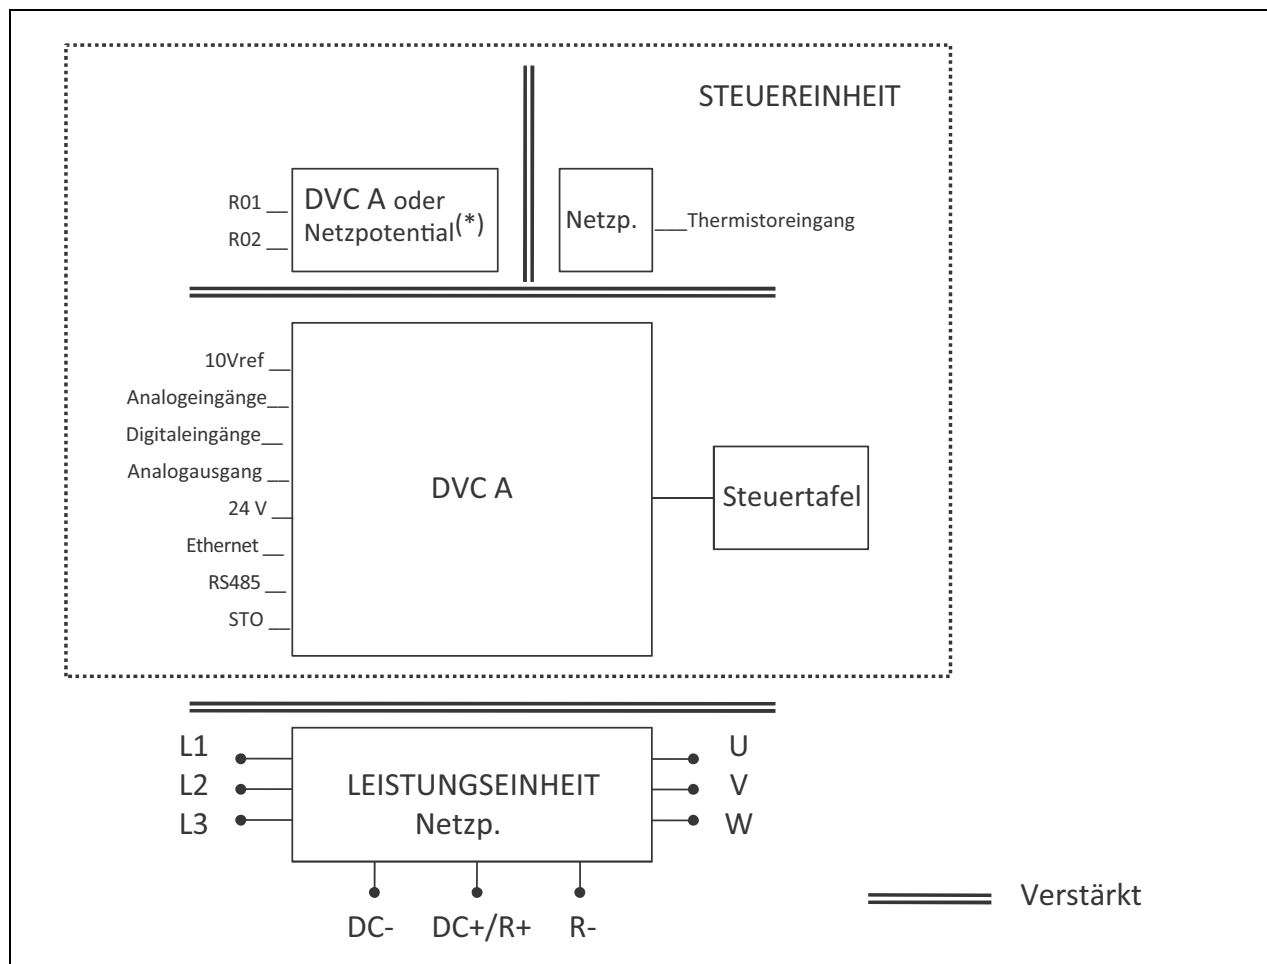 STEUEREINHEIT
R01
R02
DVC A oder
Netzpotential(*)
Netzp.
Thermistoreingang
10Vref
Analogeingänge
Digitaleingänge
Analogausgang
24 V
Ethernet
RS485
STO
DVC A
Steuertafel
L1
L2
L3
LEISTUNGSEINHEIT
Netzp.
U
V
W
DC-
DC+/R+
R-
Verstärkt